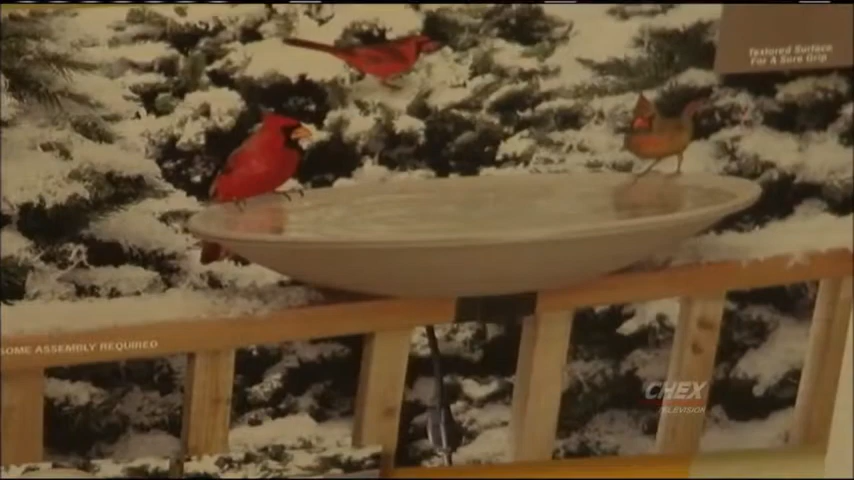 Textured Surface
For A Sure Grip
SOME ASSEMBLY REQUIRED
CHEX
TELEVISION